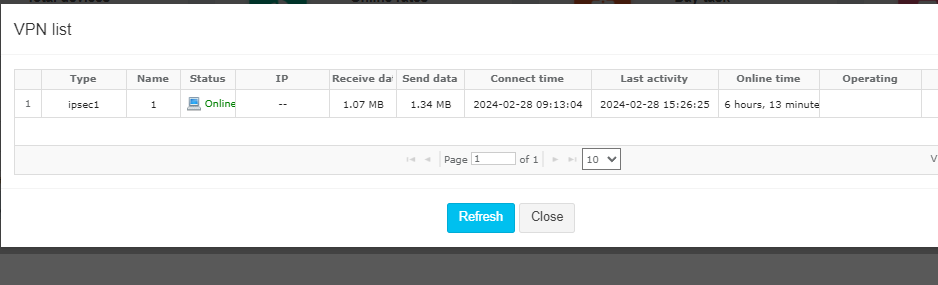 VPN list
Type Name Status IP Receive dat Send data Connect time Last activity Online time Operating
1 ipsec1 1 Online -- 1.07 MB 1.34 MB 2024-02-28 09:13:04 2024-02-28 15:26:25 6 hours, 13 minute
Page 1 of 1 10 V
Refresh Close